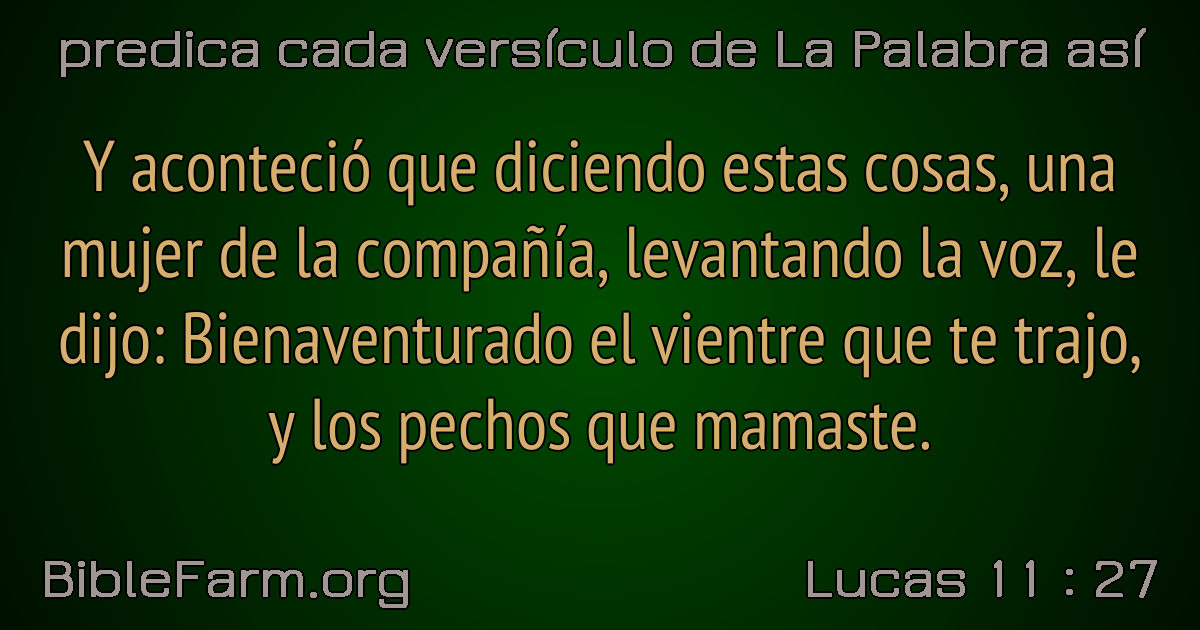 predica cada versículo de La Palabra así
Y aconteció que diciendo estas cosas, una
mujer de la compañía, levantando la voz, le
dijo: Bienaventurado el vientre que te trajo,
y los pechos que mamaste.
BibleFarm.org
Lucas 11 : 27